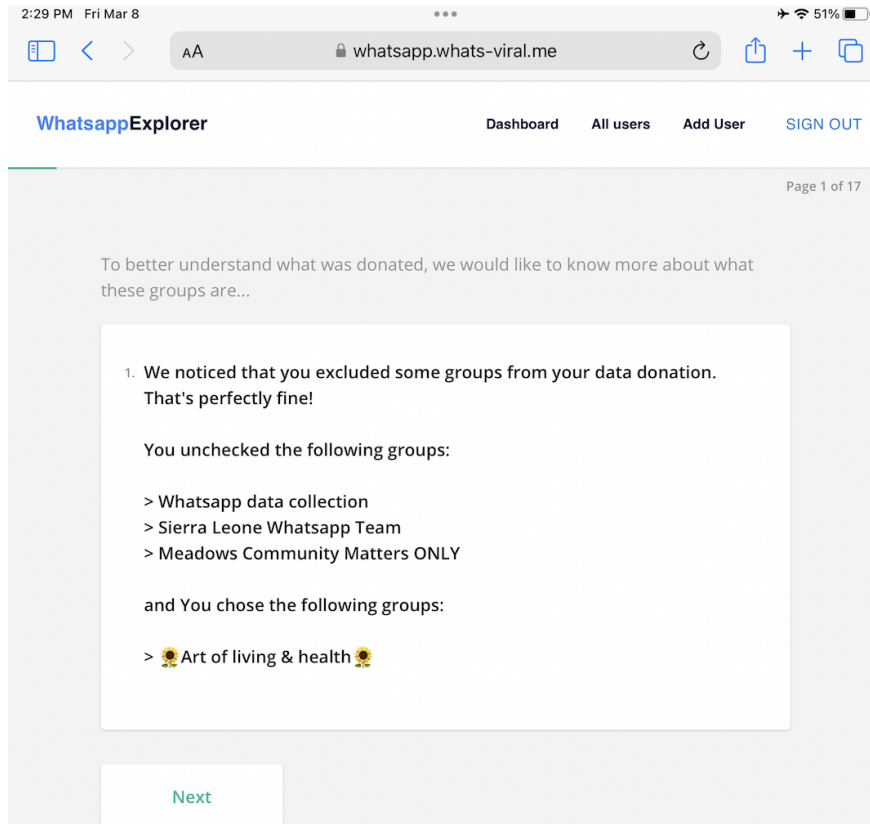 2:29 PM Fri Mar 8
51%
AA
whatsapp.whats-viral.me
WhatsappExplorer
Dashboard
All users
Add User
SIGN OUT
Page 1 of 17
To better understand what was donated, we would like to know more about what
these groups are...
1. We noticed that you excluded some groups from your data donation.
That's perfectly fine!
You unchecked the following groups:
> Whatsapp data collection
> Sierra Leone Whatsapp Team
> Meadows Community Matters ONLY
and You chose the following groups:
> 🌻Art of living & health🌻
Next